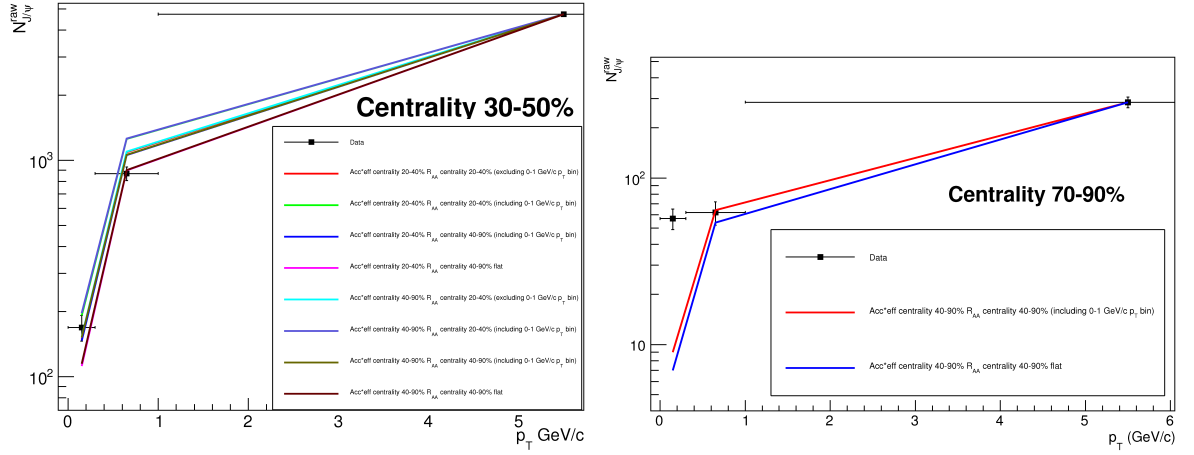 N^raw_J/ψ
10^3
10^2
Centrality 30-50%
Data
Acc*eff centrality 20-40% R_AA centrality 20-40% (excluding 0-1 GeV/c p_T bin)
Acc*eff centrality 20-40% R_AA centrality 20-40% (including 0-1 GeV/c p_T bin)
Acc*eff centrality 20-40% R_AA centrality 40-90% (including 0-1 GeV/c p_T bin)
Acc*eff centrality 20-40% R_AA centrality 40-90% flat
Acc*eff centrality 40-90% R_AA centrality 20-40% (excluding 0-1 GeV/c p_T bin)
Acc*eff centrality 40-90% R_AA centrality 20-40% (including 0-1 GeV/c p_T bin)
Acc*eff centrality 40-90% R_AA centrality 40-90% (including 0-1 GeV/c p_T bin)
Acc*eff centrality 40-90% R_AA centrality 40-90% flat
0 1 2 3 4 5
p_T GeV/c
N^raw_J/ψ
10^2
10
Centrality 70-90%
Data
Acc*eff centrality 40-90% R_AA centrality 40-90% (including 0-1 GeV/c p_T bin)
Acc*eff centrality 40-90% R_AA centrality 40-90% flat
0 1 2 3 4 5 6
p_T (GeV/c)